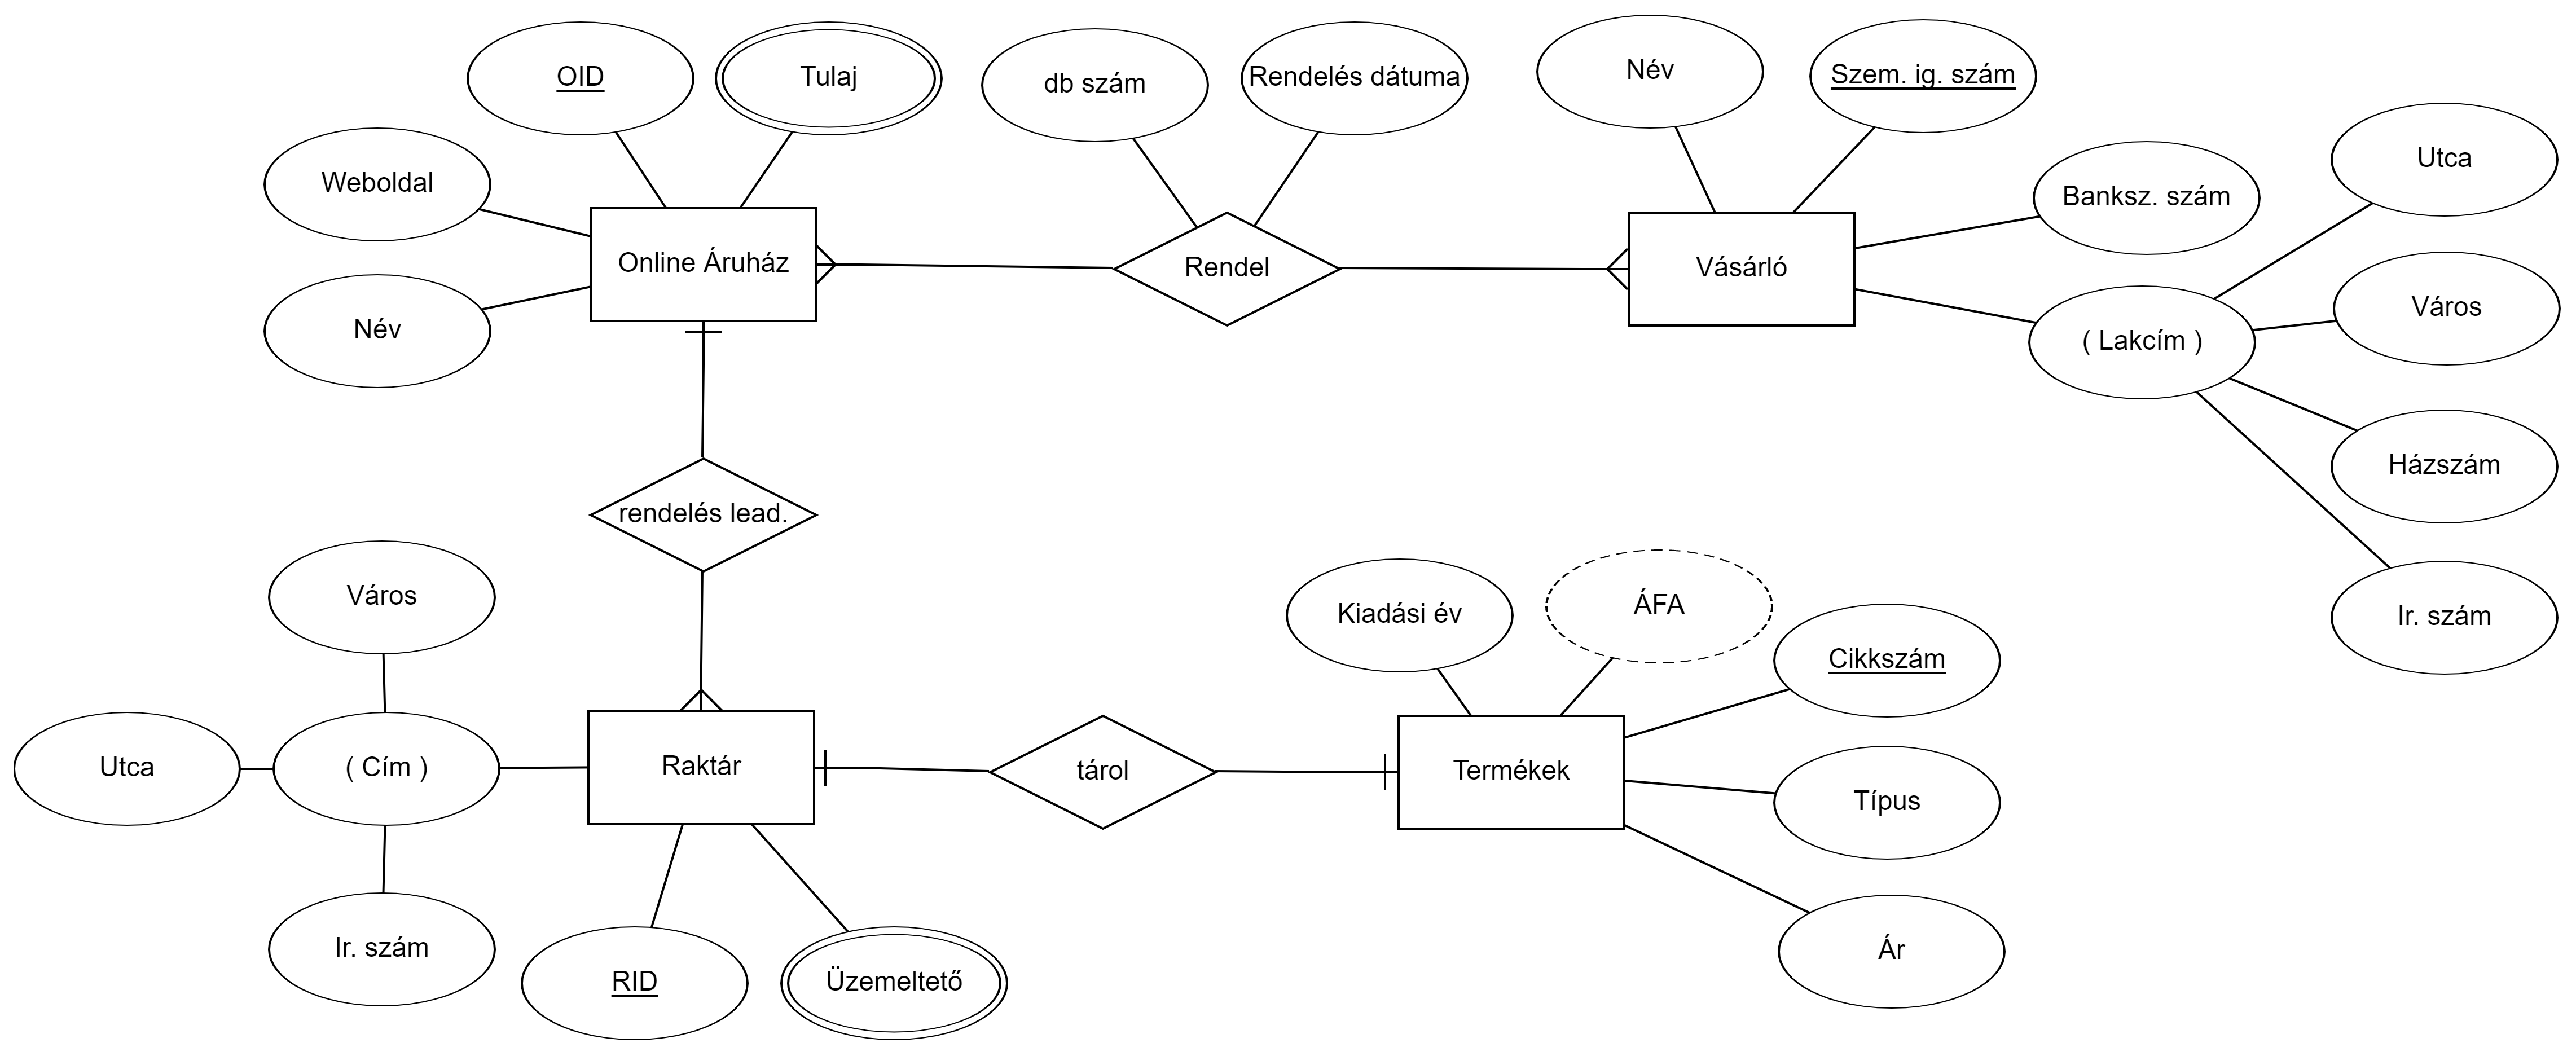 OID
Tulaj
db szám
Rendelés dátuma
Név
Szem. ig. szám
Weboldal
Banksz. szám
Utca
Online Áruház
Rendel
Vásárló
Név
( Lakcím )
Város
Házszám
rendelés lead.
Város
Kiadási év
ÁFA
Cikkszám
Ir. szám
Utca
( Cím )
Raktár
tárol
Termékek
Típus
Ir. szám
RID
Üzemeltető
Ár